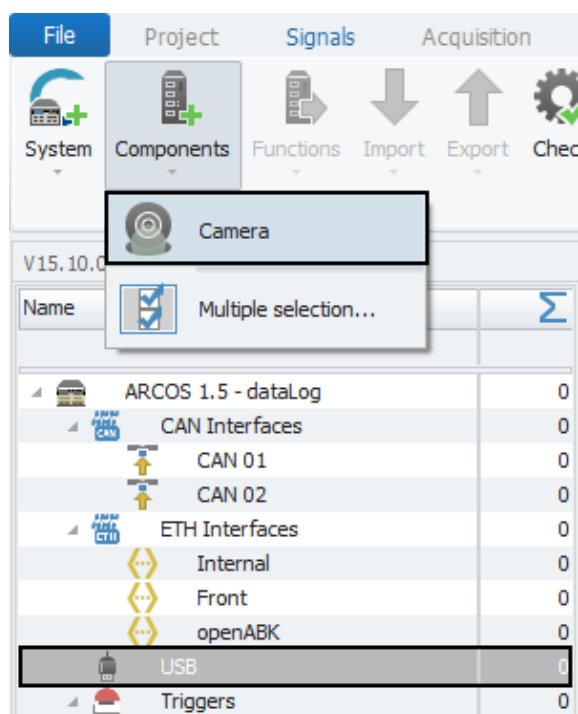 File Project Signals Acquisition
System Components Functions Import Export Chec
Camera
V15.10.0
Name Multiple selection... Σ
ARCOS 1.5 - dataLog 0
CAN Interfaces 0
CAN 01 0
CAN 02 0
ETH Interfaces 0
Internal 0
Front 0
openABK 0
USB 0
Triggers 0